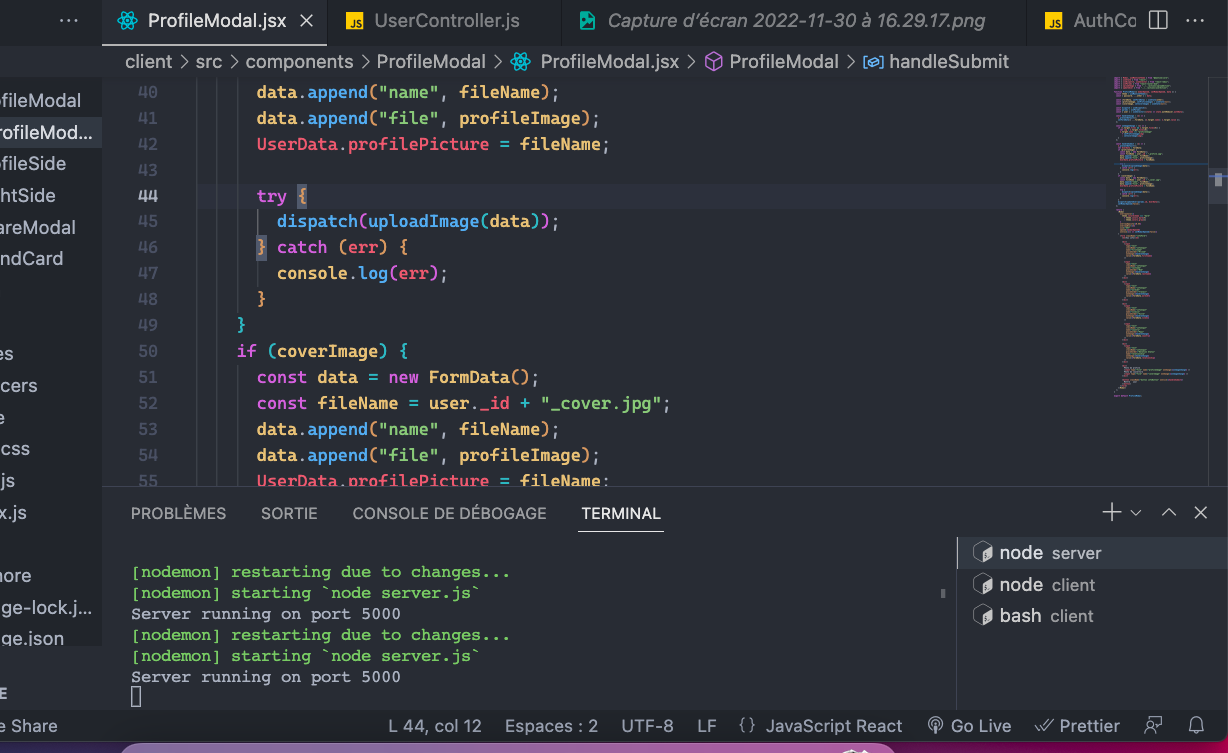 ProfileModal.jsx
JS UserController.js
Capture d'écran 2022-11-30 à 16.29.17.png
JS AuthCo
client > src > components > ProfileModal > ProfileModal.jsx > ProfileModal > handleSubmit
fileModal
rofileMod...
fileSide
htSide
areModal
ndCard
es
cers
e
css
js
x.js
nore
ge-lock.j...
ge.json
E
e Share
40 data.append("name", fileName);
41 data.append("file", profileImage);
42 UserData.profilePicture = fileName;
43
44 try {
45 dispatch(uploadImage(data));
46 } catch (err) {
47 console.log(err);
48 }
49 }
50 if (coverImage) {
51 const data = new FormData();
52 const fileName = user._id + "_cover.jpg";
53 data.append("name", fileName);
54 data.append("file", profileImage);
55 UserData.profilePicture = fileName;
PROBLÈMES SORTIE CONSOLE DE DÉBOGAGE TERMINAL
[nodemon] restarting due to changes...
[nodemon] starting `node server.js`
Server running on port 5000
[nodemon] restarting due to changes...
[nodemon] starting `node server.js`
Server running on port 5000
node server
node client
bash client
L 44, col 12 Espaces : 2 UTF-8 LF {} JavaScript React Go Live Prettier